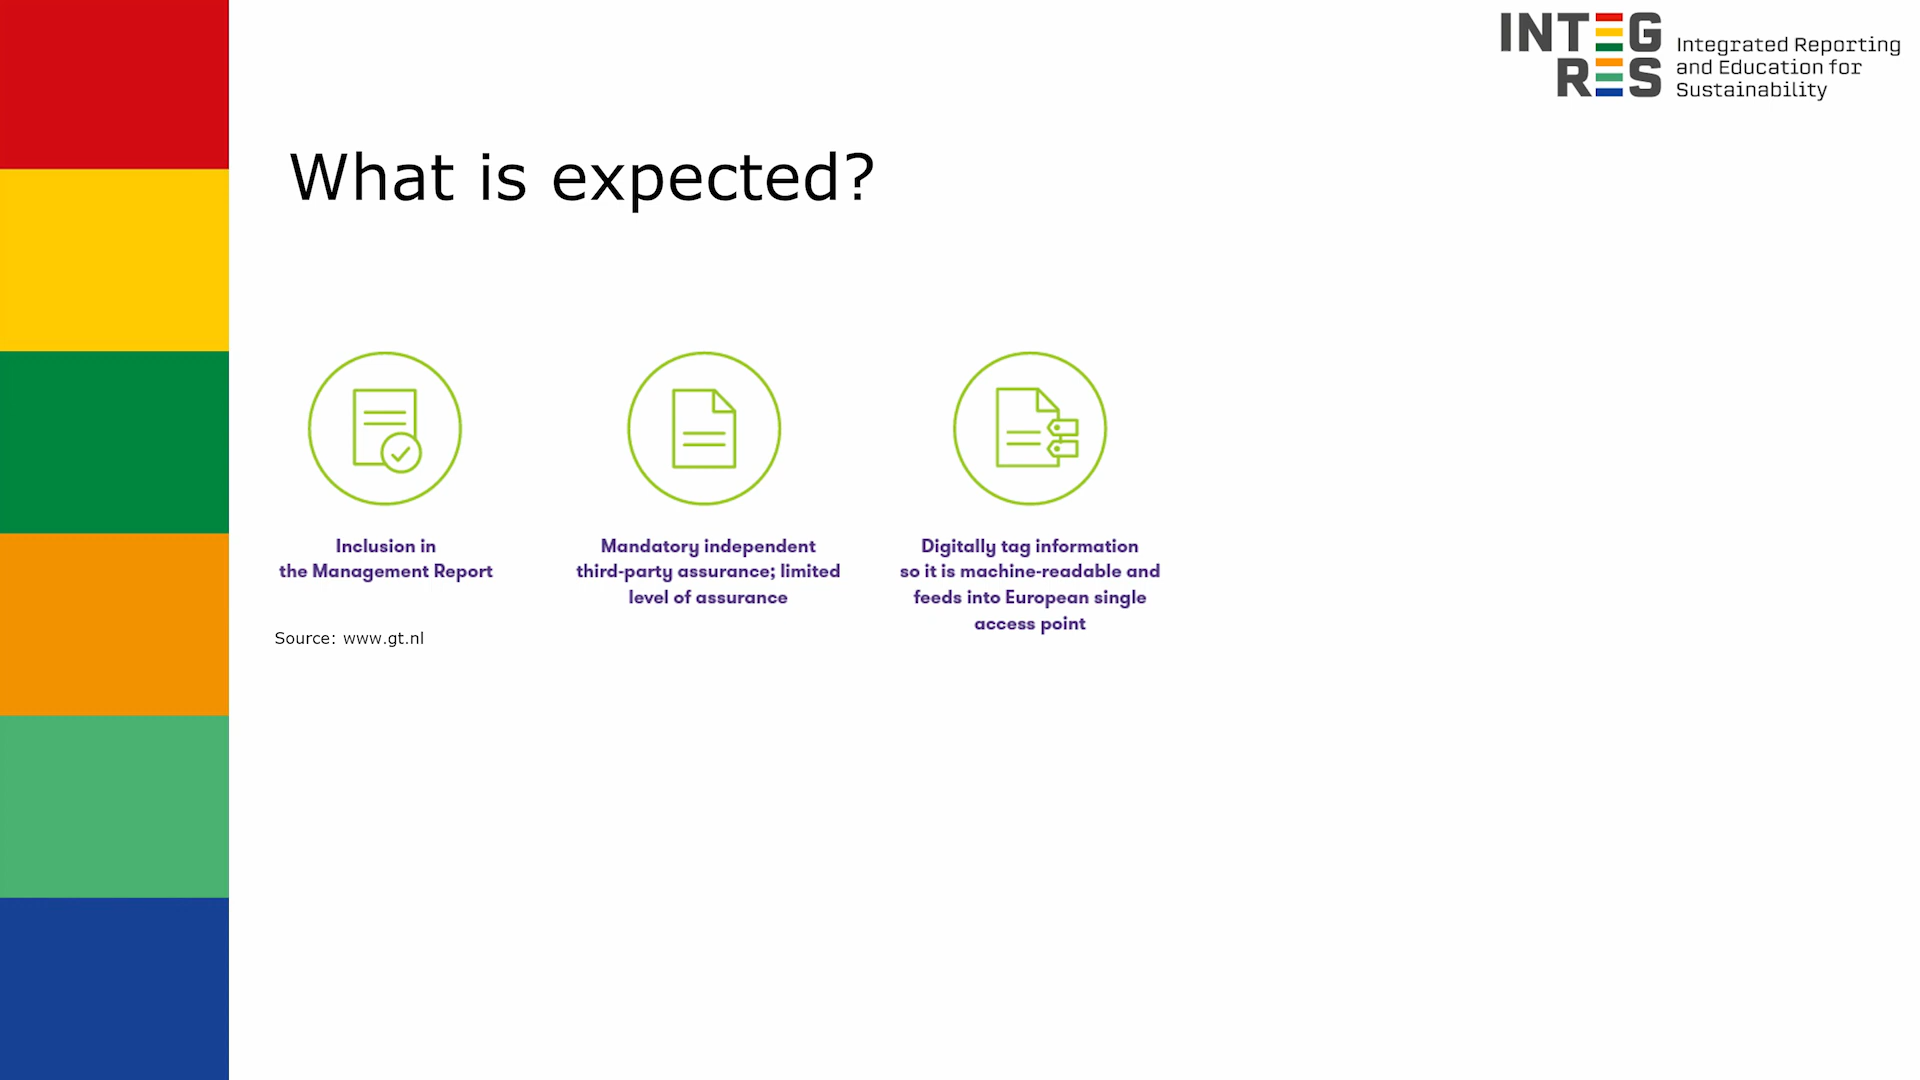 INTEG
RES
Integrated Reporting
and Education for
Sustainability
What is expected?
Inclusion in
the Management Report
Mandatory independent
third-party assurance; limited
level of assurance
Digitally tag information
so it is machine-readable and
feeds into European single
access point
Source: www.gt.nl